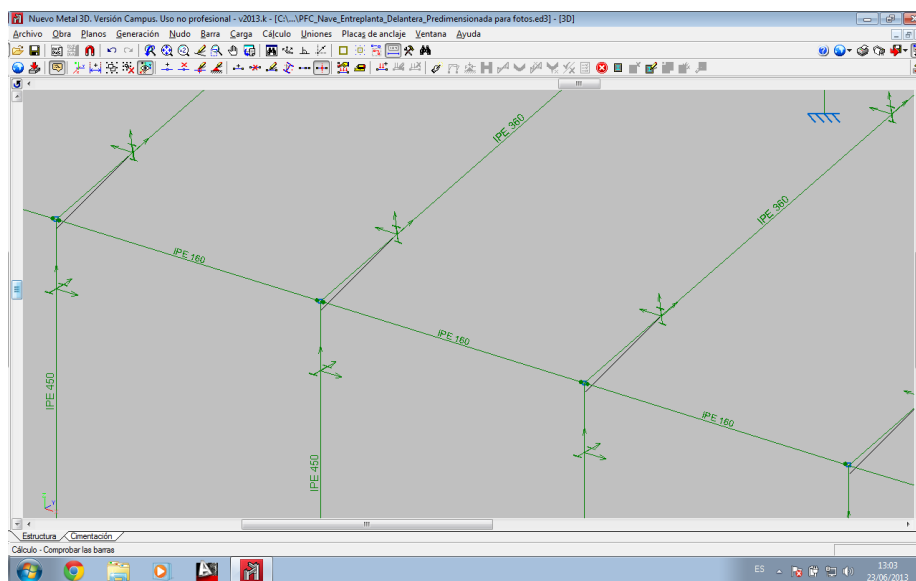 Nuevo Metal 3D. Versión Campus. Uso no profesional - v2013.k - [C:\...\PFC_Nave_Entreplanta_Delantera_Predimensionada para fotos.ed3] - [3D]
Archivo Obra Planos Generación Nudo Barra Carga Cálculo Uniones Placas de anclaje Ventana Ayuda
IPE 360
IPE 360
IPE 160
IPE 160
IPE 160
IPE 450
IPE 450
Estructura Cimentación
Cálculo - Comprobar las barras
ES 13:03
23/06/2013